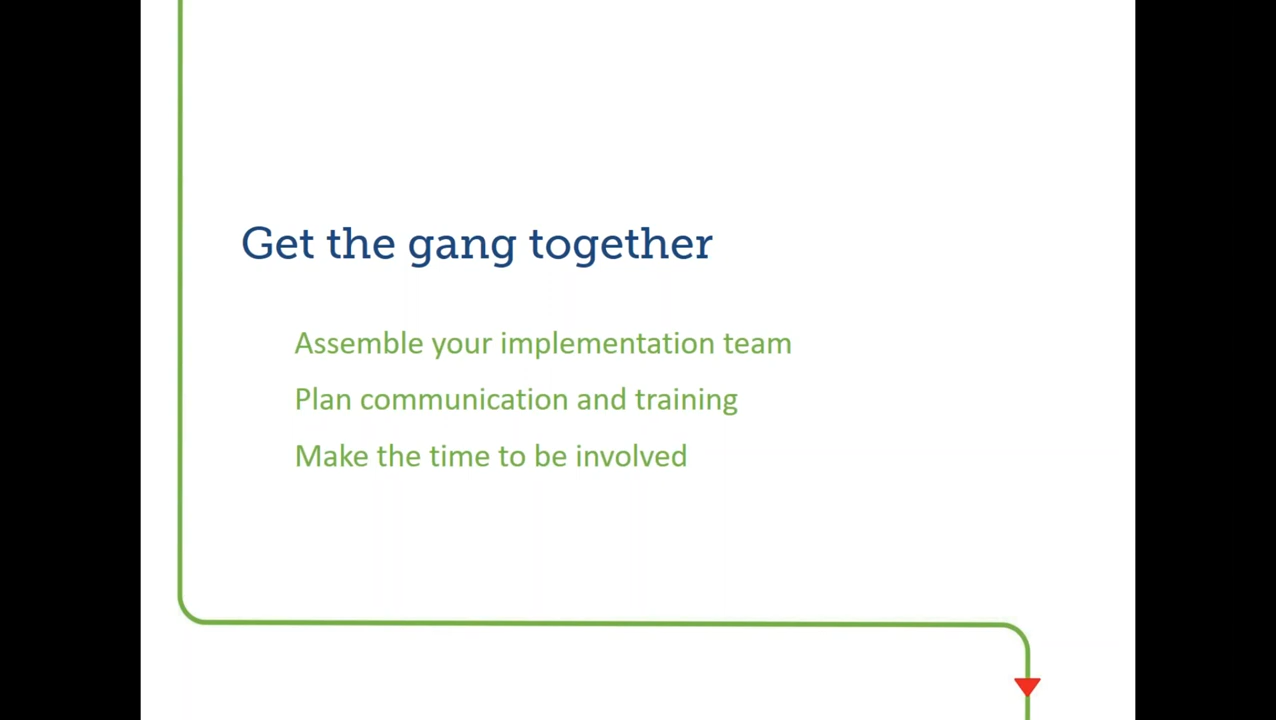 Get the gang together
Assemble your implementation team
Plan communication and training
Make the time to be involved